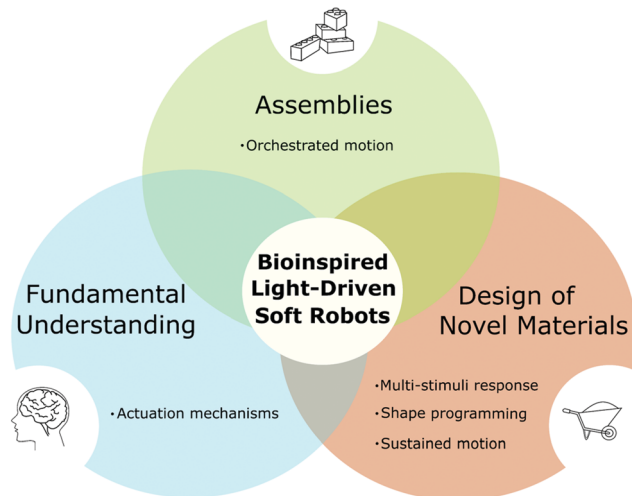 Assemblies
·Orchestrated motion
Bioinspired
Light-Driven
Soft Robots
Fundamental
Understanding
·Actuation mechanisms
Design of
Novel Materials
·Multi-stimuli response
·Shape programming
·Sustained motion